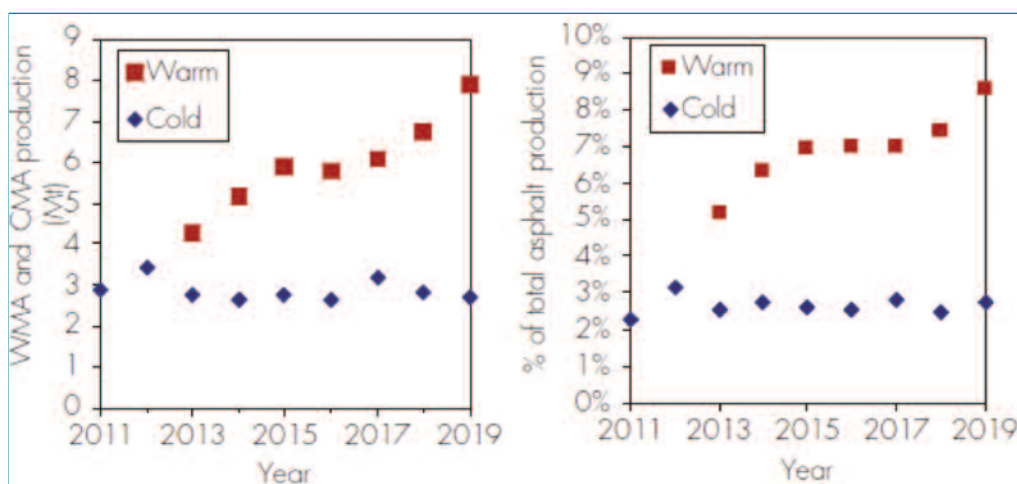 WMA and CMA production
(Mt)
9
8
7
6
5
4
3
2
1
0
Warm
Cold
2011 2013 2015 2017 2019
Year
% of total asphalt production
10%
9%
8%
7%
6%
5%
4%
3%
2%
1%
0%
Warm
Cold
2011 2013 2015 2017 2019
Year